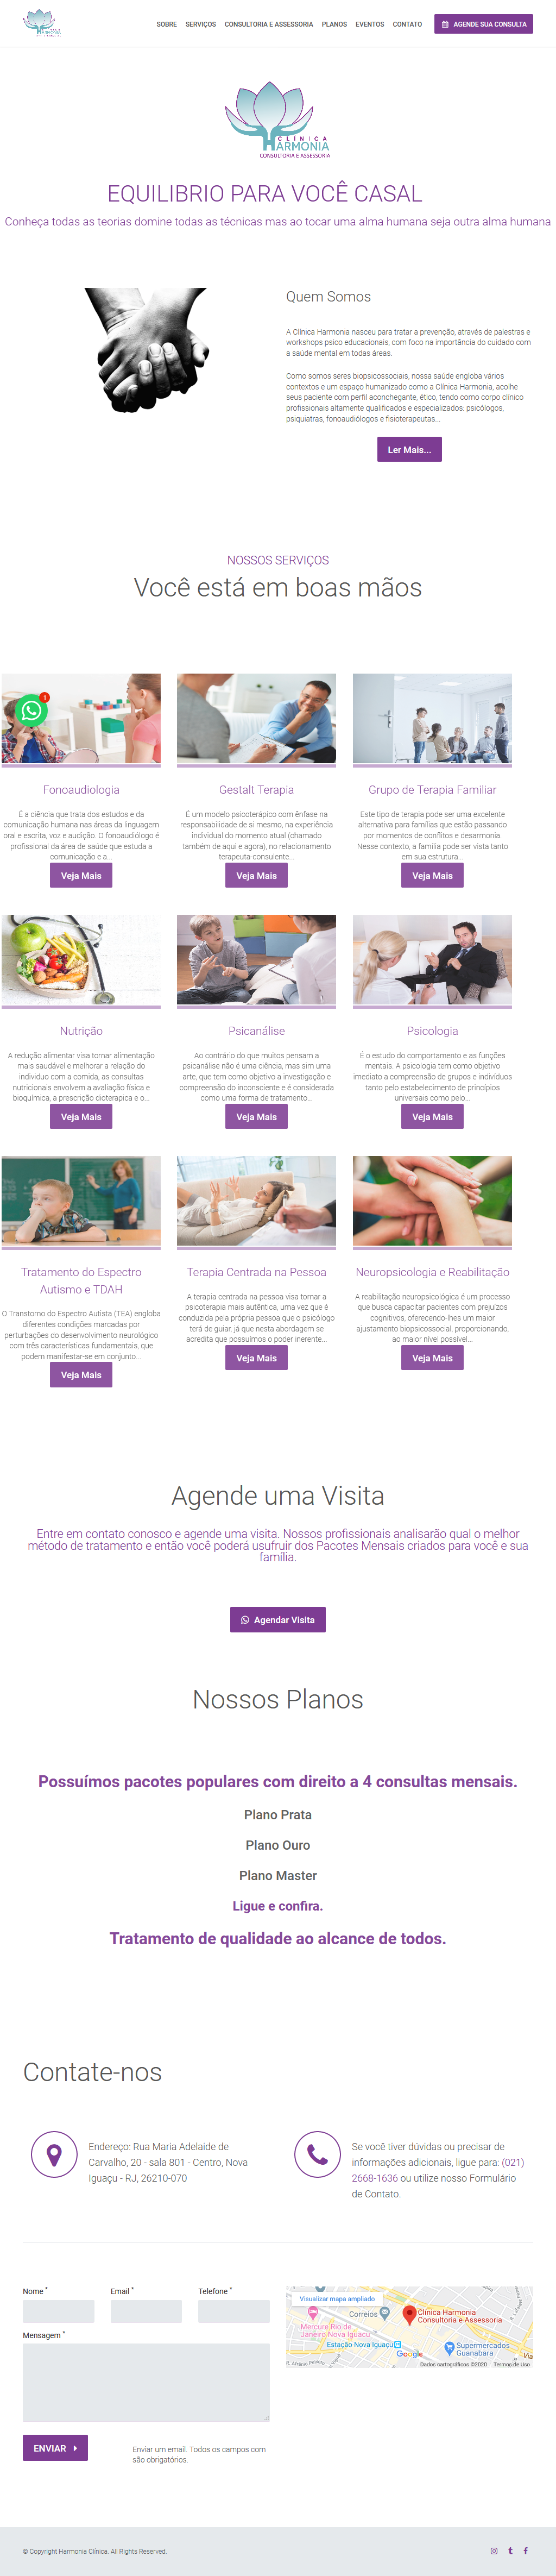 CLÍNICA
HARMONIA
SOBRE SERVIÇOS CONSULTORIA E ASSESSORIA PLANOS EVENTOS CONTATO AGENDE SUA CONSULTA
CLÍNICA
HARMONIA
CONSULTORIA E ASSESSORIA
EQUILIBRIO PARA VOCÊ CASAL
Conheça todas as teorias domine todas as técnicas mas ao tocar uma alma humana seja outra alma humana
Quem Somos
A Clínica Harmonia nasceu para tratar a prevenção, através de palestras e
workshops psico educacionais, com foco na importância do cuidado com
a saúde mental em todas áreas.
Como somos seres biopsicossociais, nossa saúde engloba vários
contextos e um espaço humanizado como a Clínica Harmonia, acolhe
seus paciente com perfil aconchegante, ético, tendo como corpo clínico
profissionais altamente qualificados e especializados: psicólogos,
psiquiatras, fonoaudiólogos e fisioterapeutas...
Ler Mais...
NOSSOS SERVIÇOS
Você está em boas mãos
1
Fonoaudiologia
É a ciência que trata dos estudos e da
comunicação humana nas áreas da linguagem
oral e escrita, voz e audição. O fonoaudiólogo é
profissional da área de saúde que estuda a
comunicação e a...
Veja Mais
Gestalt Terapia
É um modelo psicoterápico com ênfase na
responsabilidade de si mesmo, na experiência
individual do momento atual (chamado
também de aqui e agora), no relacionamento
terapeuta-consulente...
Veja Mais
Grupo de Terapia Familiar
Este tipo de terapia pode ser uma excelente
alternativa para famílias que estão passando
por momentos de conflitos e desarmonia.
Nesse contexto, a família pode ser vista tanto
em sua estrutura...
Veja Mais
Nutrição
A redução alimentar visa tornar alimentação
mais saudável e melhorar a relação do
individuo com a comida, as consultas
nutricionais envolvem a avaliação física e
bioquímica, a prescrição dioterapica e o...
Veja Mais
Psicanálise
Ao contrário do que muitos pensam a
psicanálise não é uma ciência, mas sim uma
arte, que tem como objetivo a investigação e
compreensão do inconsciente e é considerada
como uma forma de tratamento...
Veja Mais
Psicologia
É o estudo do comportamento e as funções
mentais. A psicologia tem como objetivo
imediato a compreensão de grupos e indivíduos
tanto pelo estabelecimento de princípios
universais como pelo...
Veja Mais
Tratamento do Espectro
Autismo e TDAH
O Transtorno do Espectro Autista (TEA) engloba
diferentes condições marcadas por
perturbações do desenvolvimento neurológico
com três características fundamentais, que
podem manifestar-se em conjunto...
Veja Mais
Terapia Centrada na Pessoa
A terapia centrada na pessoa visa tornar a
psicoterapia mais autêntica, uma vez que é
conduzida pela própria pessoa que o psicólogo
terá de guiar, já que nesta abordagem se
acredita que possuímos o poder inerente...
Veja Mais
Neuropsicologia e Reabilitação
A reabilitação neuropsicológica é um processo
que busca capacitar pacientes com prejuízos
cognitivos, oferecendo-lhes um maior
ajustamento biopsicossocial, proporcionando,
ao maior nível possível...
Veja Mais
Agende uma Visita
Entre em contato conosco e agende uma visita. Nossos profissionais analisarão qual o melhor
método de tratamento e então você poderá usufruir dos Pacotes Mensais criados para você e sua
família.
Agendar Visita
Nossos Planos
Possuímos pacotes populares com direito a 4 consultas mensais.
Plano Prata
Plano Ouro
Plano Master
Ligue e confira.
Tratamento de qualidade ao alcance de todos.
Contate-nos
Endereço: Rua Maria Adelaide de
Carvalho, 20 - sala 801 - Centro, Nova
Iguaçu - RJ, 26210-070
Se você tiver dúvidas ou precisar de
informações adicionais, ligue para: (021)
2668-1636 ou utilize nosso Formulário
de Contato.
Nome * Email * Telefone *
Mensagem *
ENVIAR
Enviar um email. Todos os campos com
são obrigatórios.
Visualizar mapa ampliado
Correios
Clínica Harmonia
Consultoria e Assessoria
Mercure Rio de
Janeiro Nova Iguaçu
Estação Nova Iguaçu
Supermercados
Guanabara
Via
Google
Dados cartográficos ©2020 Termos de Uso
© Copyright Harmonia Clínica. All Rights Reserved.